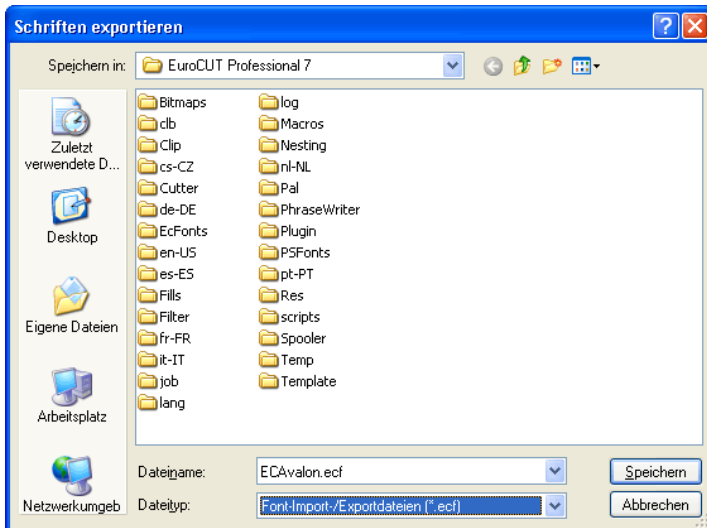 Schriften exportieren
Speichern in:
EuroCUT Professional 7
Zuletzt
verwendete D...
Desktop
Eigene Dateien
Arbeitsplatz
Netzwerkumgeb
Bitmaps
clb
Clip
cs-CZ
Cutter
de-DE
EcFonts
en-US
es-ES
Fills
Filter
fr-FR
it-IT
job
lang
log
Macros
Nesting
nl-NL
Pal
PhraseWriter
Plugin
PSFonts
pt-PT
Res
scripts
Spooler
Temp
Template
Dateiname:
ECAvalon.ecf
Speichern
Dateityp:
Font-Import-/Exportdateien (*.ecf)
Abbrechen